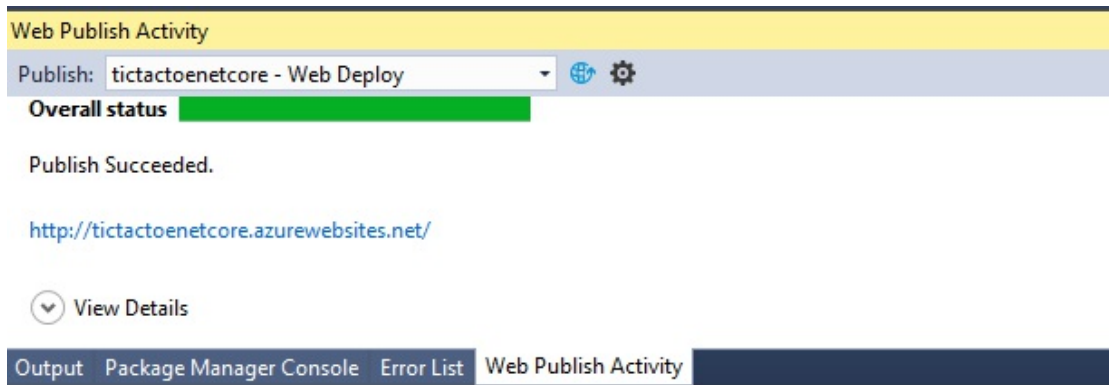 Web Publish Activity
Publish: tictactoenetcore - Web Deploy
Overall status
Publish Succeeded.
http://tictactoenetcore.azurewebsites.net/
View Details
Output Package Manager Console Error List Web Publish Activity